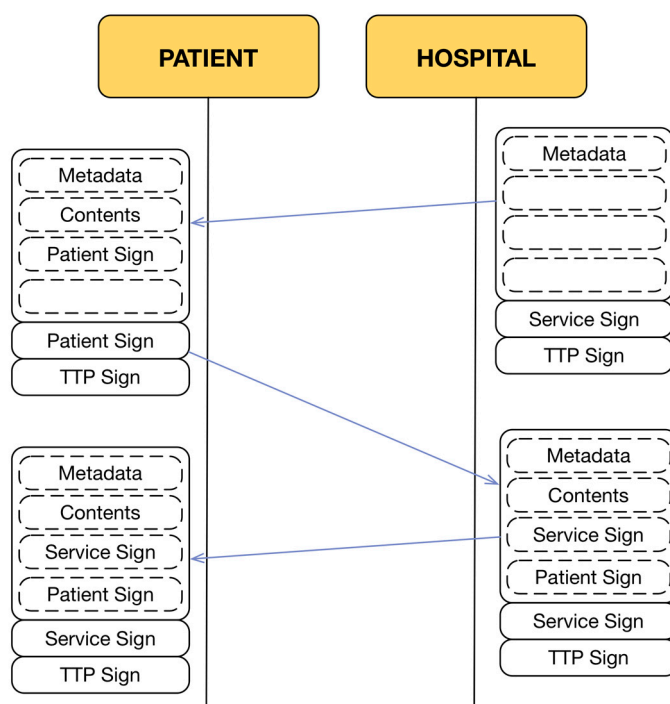 PATIENT
HOSPITAL
Metadata
Contents
Patient Sign
Patient Sign
TTP Sign
Metadata
Service Sign
TTP Sign
Metadata
Contents
Service Sign
Patient Sign
Service Sign
TTP Sign
Metadata
Contents
Service Sign
Patient Sign
Service Sign
TTP Sign